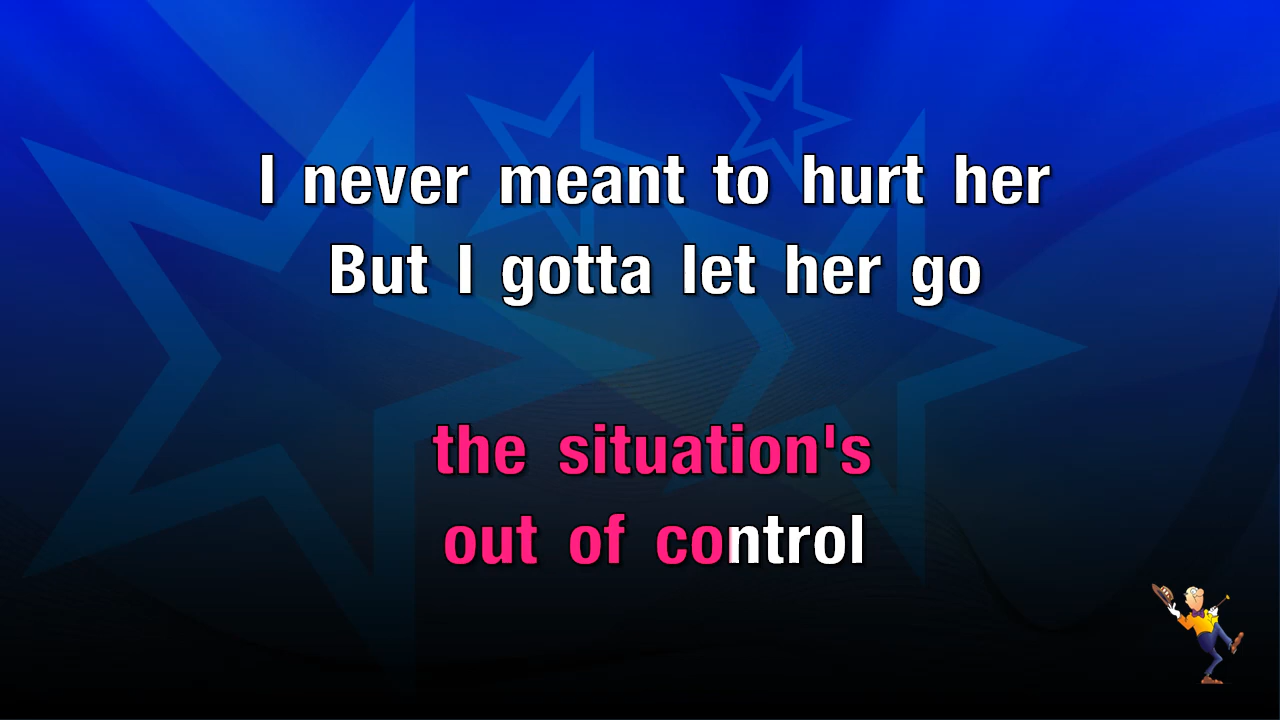 I never meant to hurt her
But I gotta let her go
the situation's
out of control